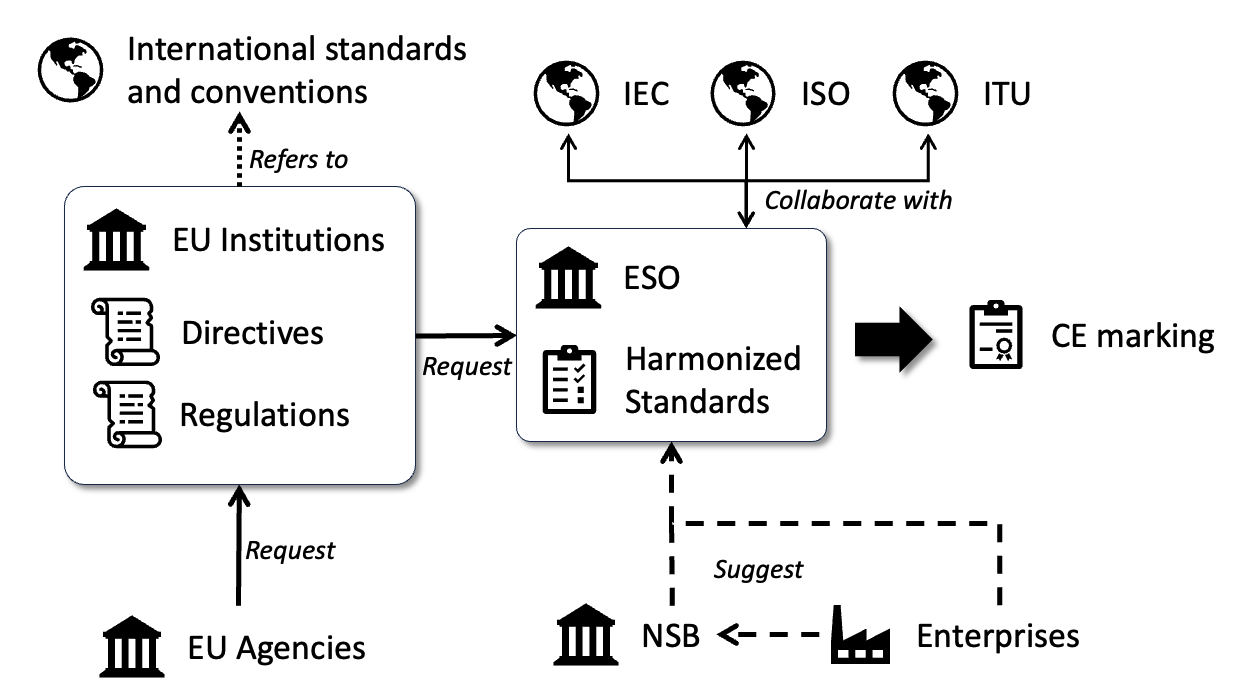 International standards
and conventions
IEC
ISO
ITU
Refers to
Collaborate with
EU Institutions
Directives
Regulations
Request
ESO
Harmonized
Standards
CE marking
Request
Suggest
EU Agencies
NSB
Enterprises